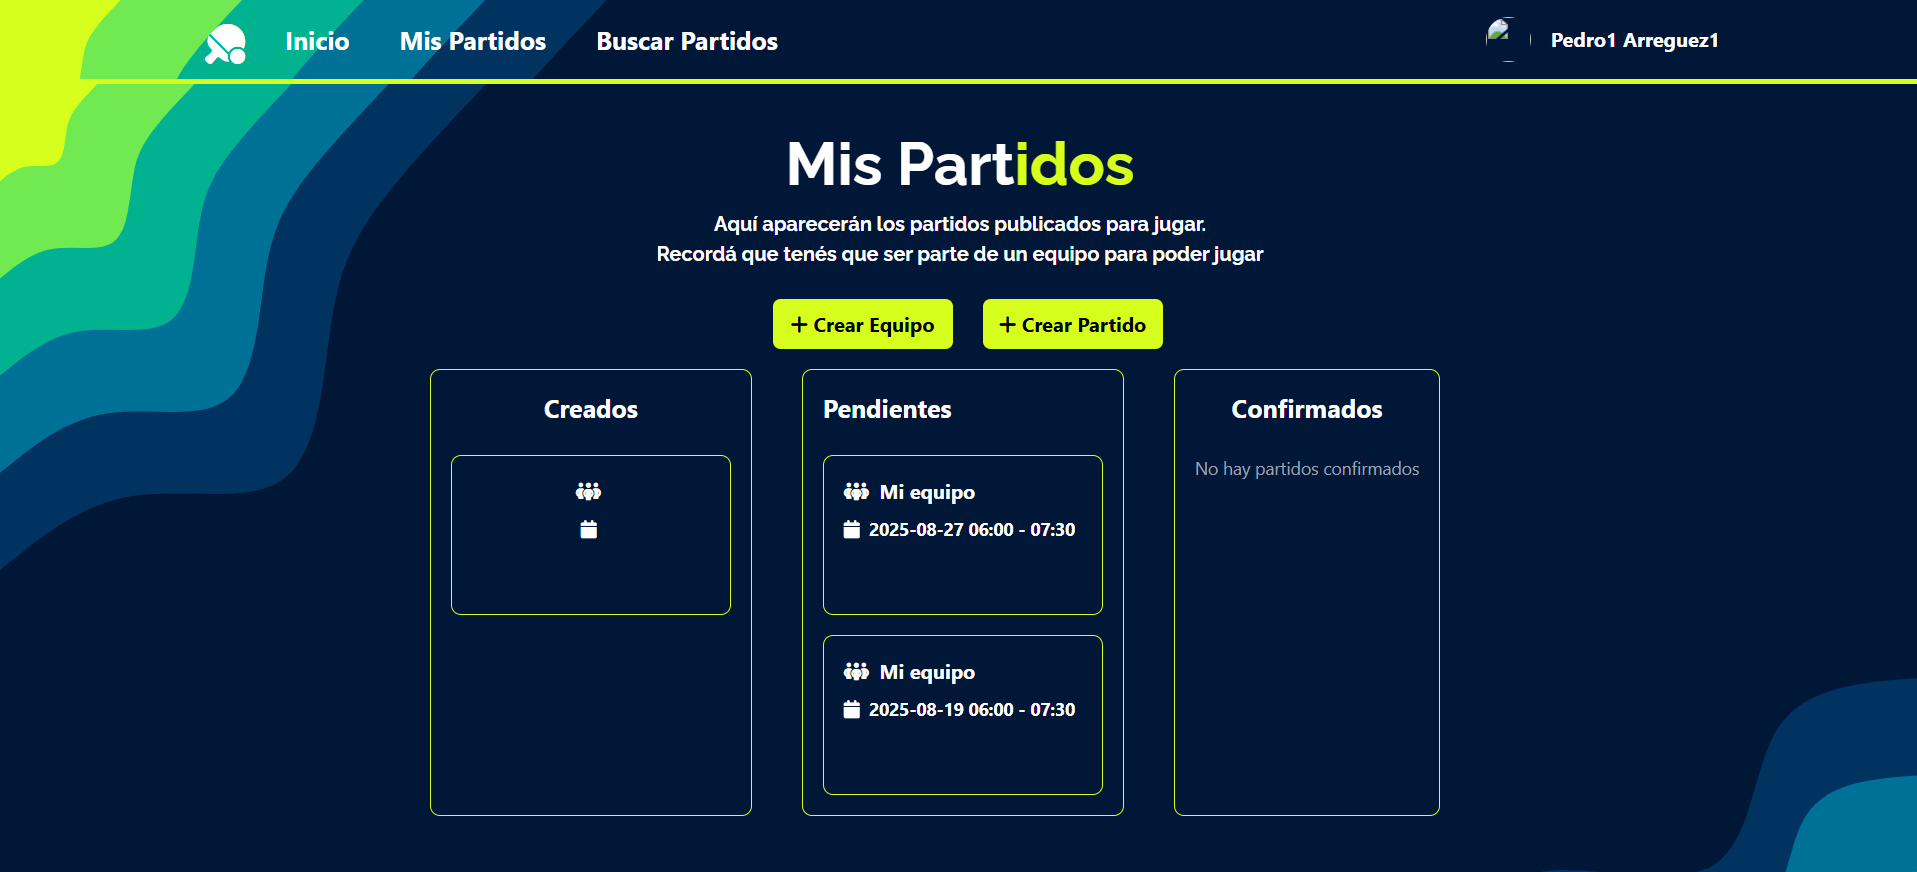 Inicio
Mis Partidos
Buscar Partidos
Pedro1 Arreguez1
Mis Partidos
Aquí aparecerán los partidos publicados para jugar.
Recordá que tenés que ser parte de un equipo para poder jugar
+ Crear Equipo
+ Crear Partido
Creados
Pendientes
Mi equipo
2025-08-27 06:00 - 07:30
Mi equipo
2025-08-19 06:00 - 07:30
Confirmados
No hay partidos confirmados